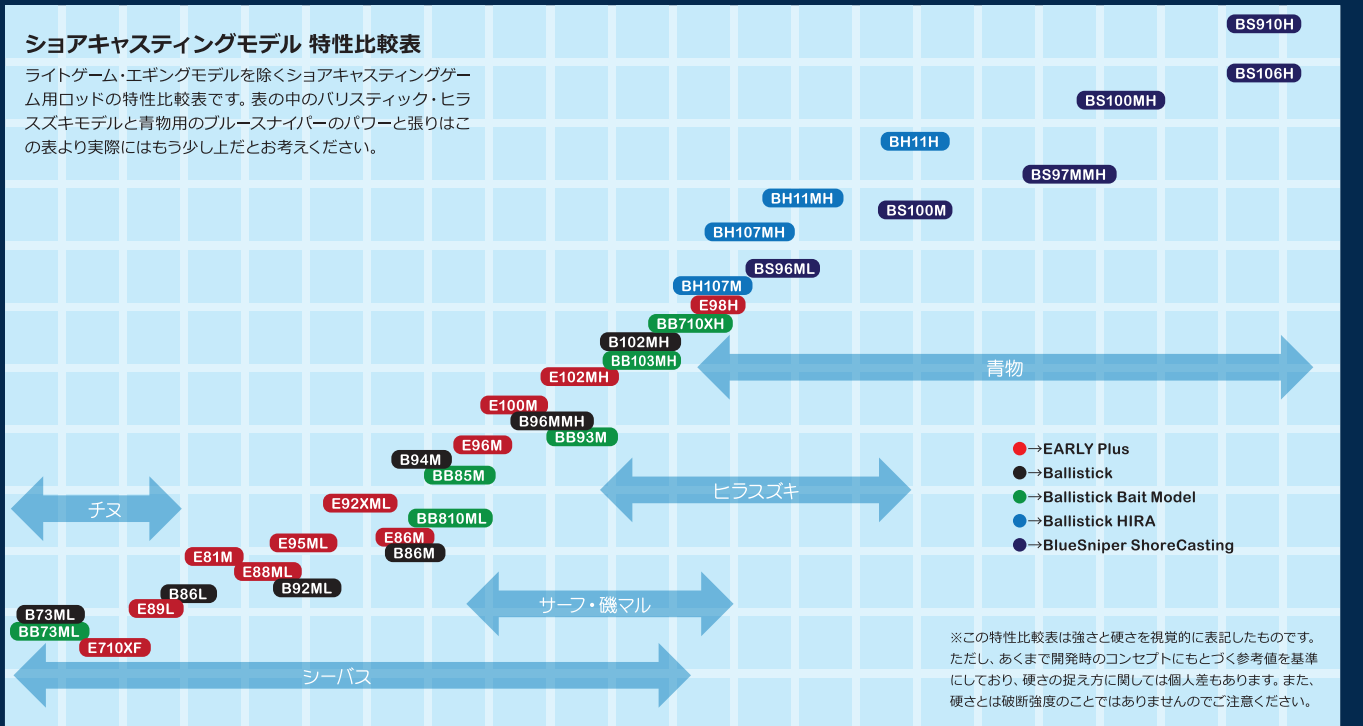 ショアキャスティングモデル 特性比較表
ライトゲーム・エギングモデルを除くショアキャスティングゲー
ム用ロッドの特性比較表です。表の中のバリスティック・ヒラ
スズキモデルと青物用のブルースナイパーのパワーと張りはこ
の表より実際にはもう少し上だとお考えください。
BS910H
BS106H
BS100MH
BH11H
BS97MMH
BH11MH
BS100M
BH107MH
BS96ML
BH107M
E98H
BB710XH
B102MH
BB103MH
青物
E102MH
E100M
B96MMH
BB93M
E96M
B94M
BB85M
ヒラスズキ
E92XML
チヌ
BB810ML
E86M
E95ML
B86M
E81M
E88ML
B92ML
B86L
サーフ・磯マル
E89L
B73ML
BB73ML
E710XF
シーバス
→EARLY Plus
→Ballistick
→Ballistick Bait Model
→Ballistick HIRA
→BlueSniper ShoreCasting
※この特性比較表は強さと硬さを視覚的に表記したものです。
ただし、あくまで開発時のコンセプトにもとづく参考値を基準
にしており、硬さの捉え方に関しては個人差もあります。また、
硬さとは破断強度のことではありませんのでご注意ください。